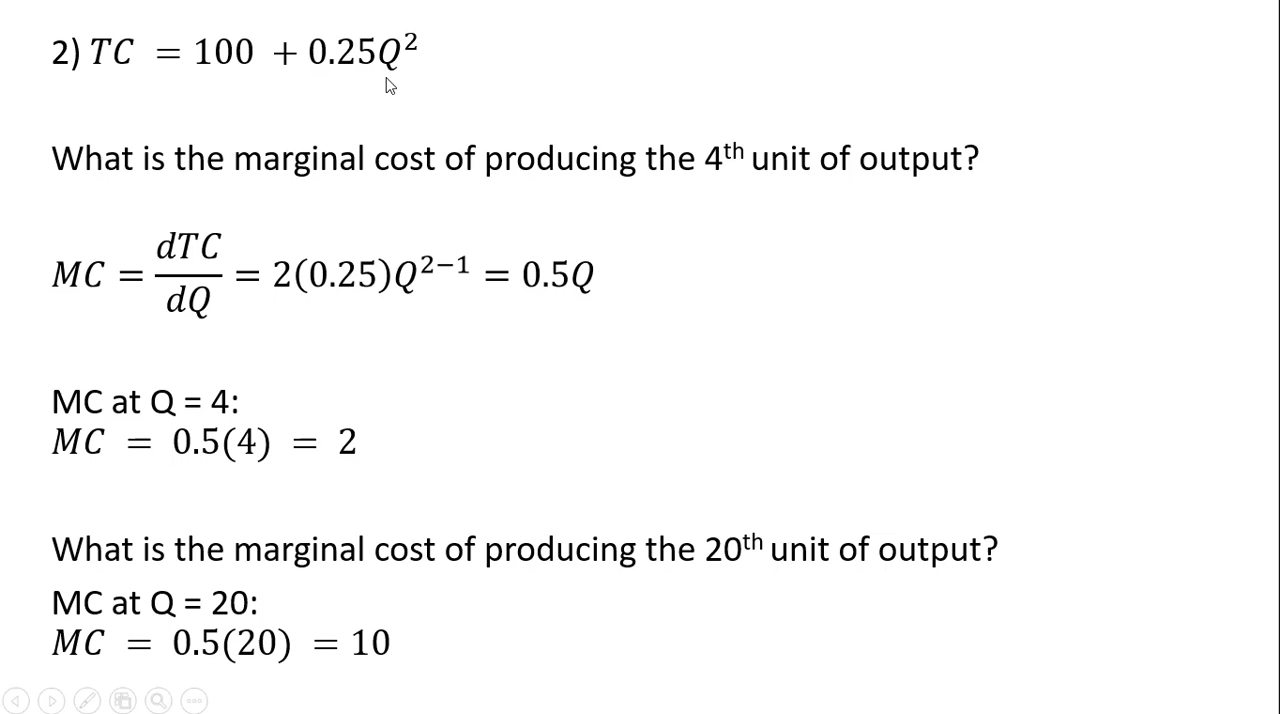 2) TC = 100 + 0.25Q²
What is the marginal cost of producing the 4th unit of output?
MC = dTC/dQ = 2(0.25)Q²⁻¹ = 0.5Q
MC at Q = 4:
MC = 0.5(4) = 2
What is the marginal cost of producing the 20th unit of output?
MC at Q = 20:
MC = 0.5(20) = 10